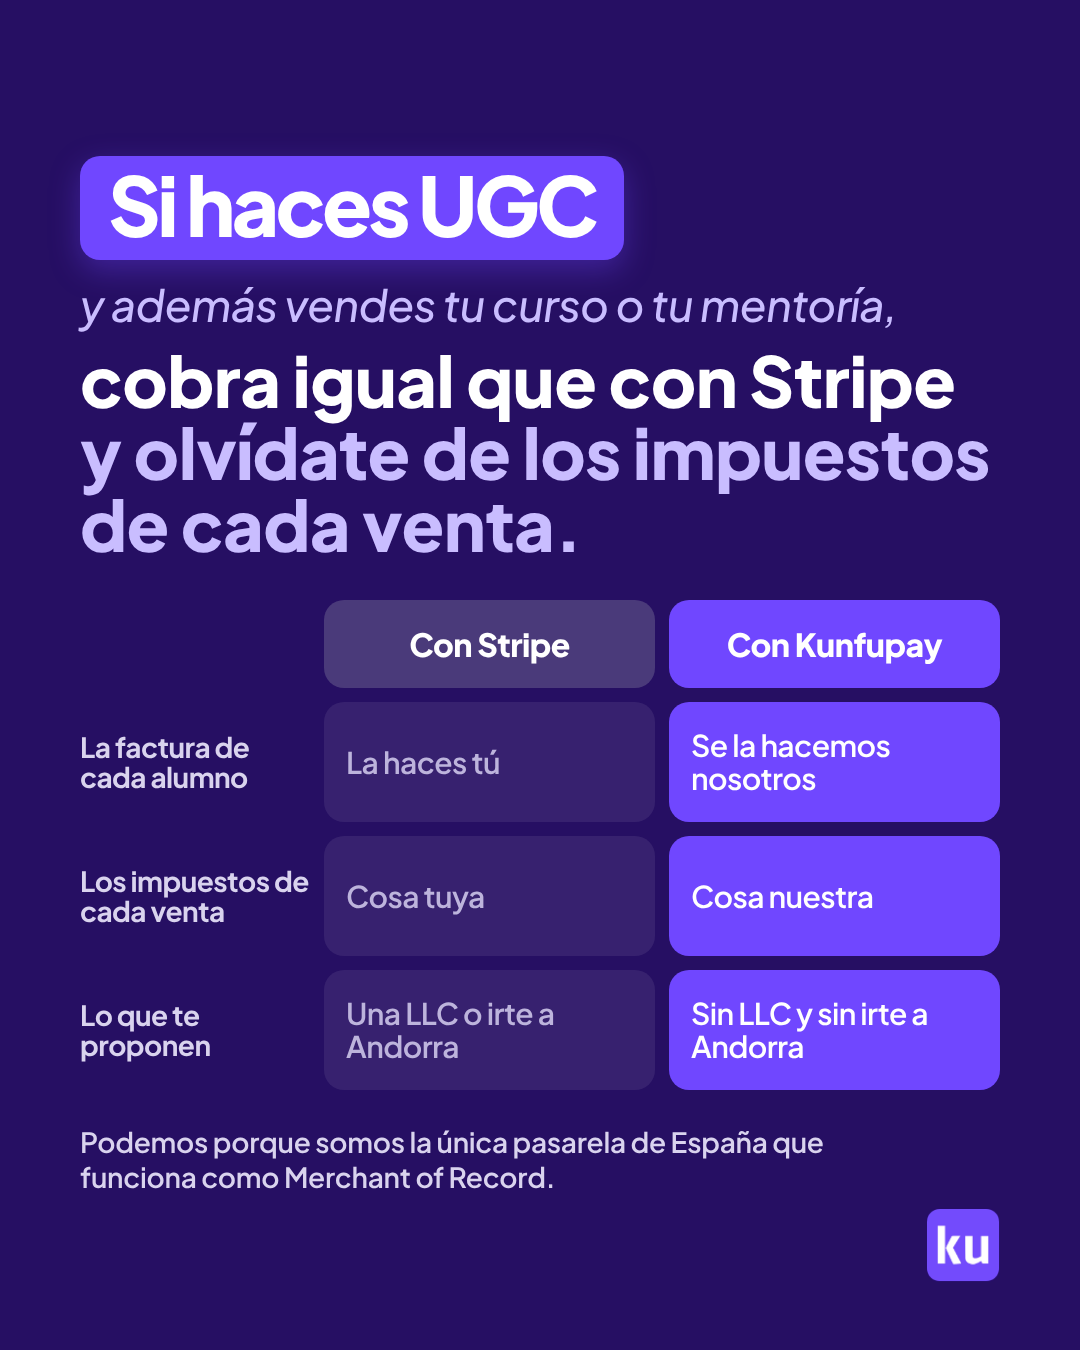 Si haces UGC
y además vendes tu curso o tu mentoría,
cobra igual que con Stripe
y olvídate de los impuestos
de cada venta.
Con Stripe
Con Kunfupay
La factura de
cada alumno
La haces tú
Se la hacemos
nosotros
Los impuestos de
cada venta
Cosa tuya
Cosa nuestra
Lo que te
proponen
Una LLC o irte a
Andorra
Sin LLC y sin irte a
Andorra
Podemos porque somos la única pasarela de España que
funciona como Merchant of Record.
ku